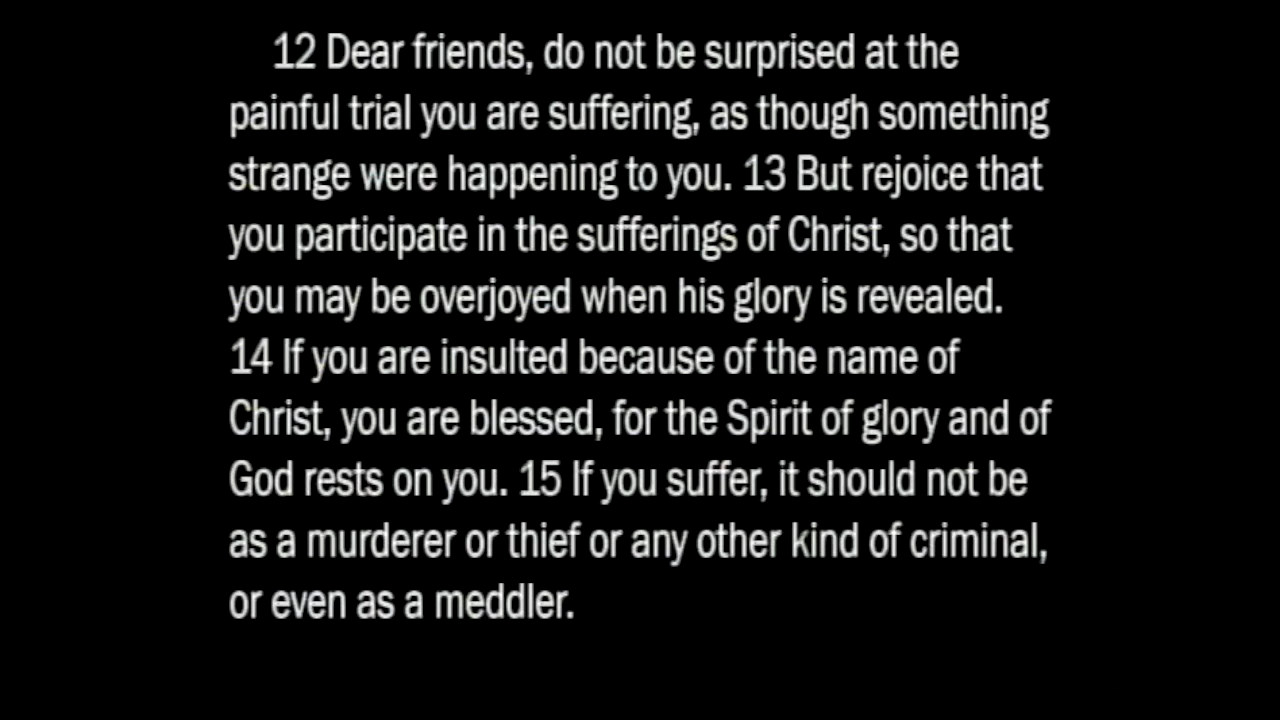 12 Dear friends, do not be surprised at the
painful trial you are suffering, as though something
strange were happening to you. 13 But rejoice that
you participate in the sufferings of Christ, so that
you may be overjoyed when his glory is revealed.
14 If you are insulted because of the name of
Christ, you are blessed, for the Spirit of glory and of
God rests on you. 15 If you suffer, it should not be
as a murderer or thief or any other kind of criminal,
or even as a meddler.